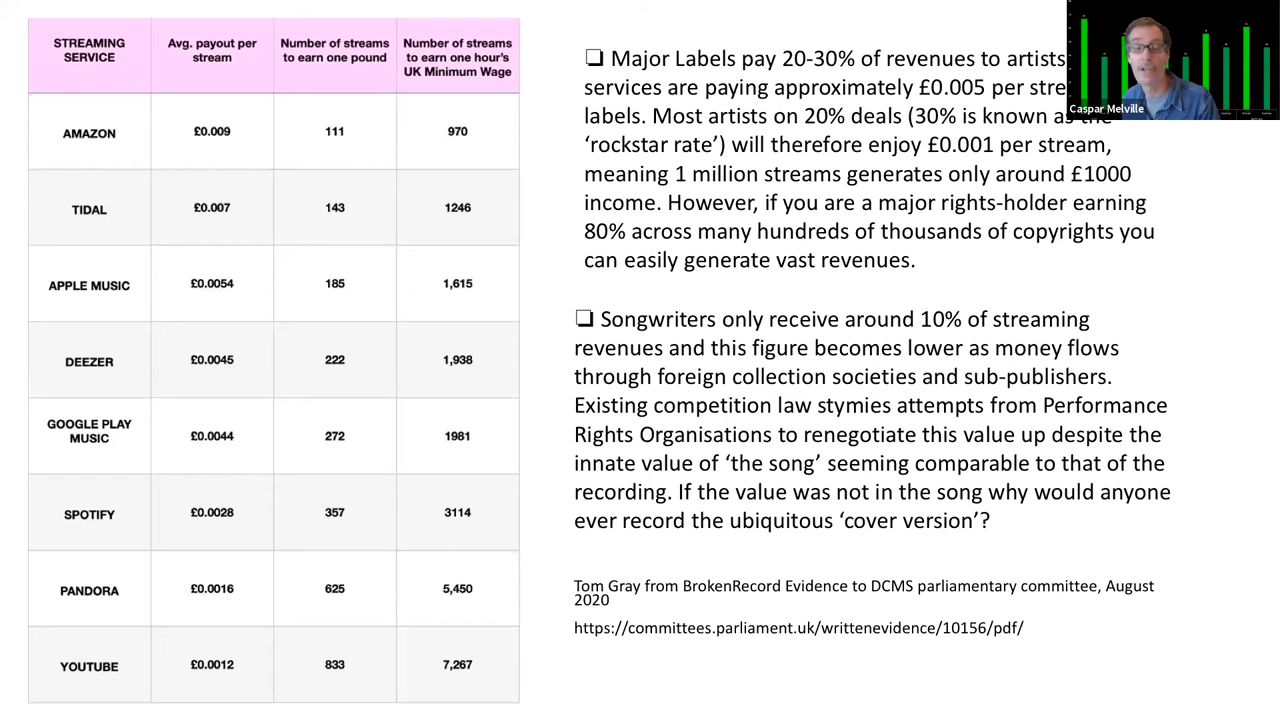 STREAMING SERVICE
Avg. payout per stream
Number of streams to earn one pound
Number of streams to earn one hour's UK Minimum Wage
AMAZON £0.009 111 970
TIDAL £0.007 143 1246
APPLE MUSIC £0.0054 185 1,615
DEEZER £0.0045 222 1,938
GOOGLE PLAY MUSIC £0.0044 272 1981
SPOTIFY £0.0028 357 3114
PANDORA £0.0016 625 5,450
YOUTUBE £0.0012 833 7,267
❑ Major Labels pay 20-30% of revenues to artists
services are paying approximately £0.005 per stre
labels. Most artists on 20% deals (30% is known as the
‘rockstar rate’) will therefore enjoy £0.001 per stream,
meaning 1 million streams generates only around £1000
income. However, if you are a major rights-holder earning
80% across many hundreds of thousands of copyrights you
can easily generate vast revenues.
❑ Songwriters only receive around 10% of streaming
revenues and this figure becomes lower as money flows
through foreign collection societies and sub-publishers.
Existing competition law stymies attempts from Performance
Rights Organisations to renegotiate this value up despite the
innate value of ‘the song’ seeming comparable to that of the
recording. If the value was not in the song why would anyone
ever record the ubiquitous ‘cover version’?
Tom Gray from BrokenRecord Evidence to DCMS parliamentary committee, August
2020
https://committees.parliament.uk/writtenevidence/10156/pdf/
Caspar Melville